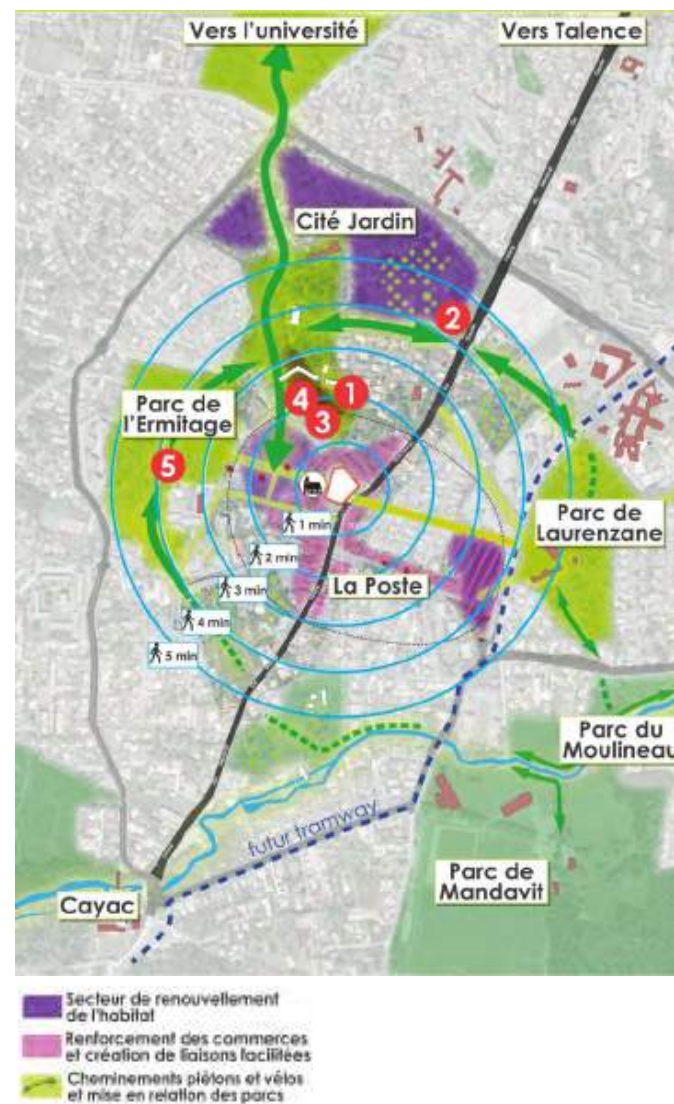 Vers l'université
Vers Talence
Cité Jardin
2
4
1
3
Parc de
l'Ermitage
5
Parc de
Laurenzane
1 min
2 min
La Poste
3 min
4 min
5 min
Parc du
Moulineau
futur tramway
Parc de
Mandavit
Cayac
Secteur de renouvellement
de l'habitat
Renforcement des commerces
et création de liaisons facilitées
Cheminements piétons et vélos
et mise en relation des parcs